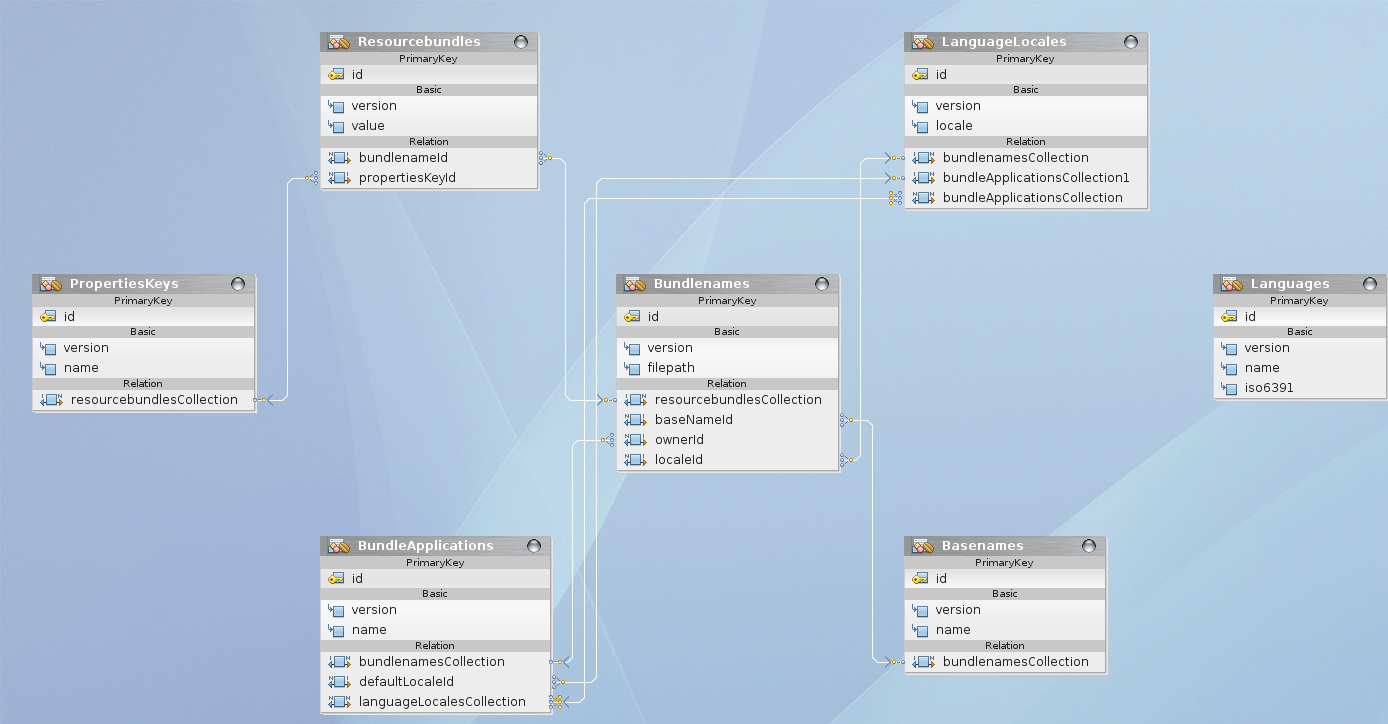 Resourcebundles
PrimaryKey
id
Basic
version
value
Relation
bundlenameId
propertiesKeyId
LanguageLocales
PrimaryKey
id
Basic
version
locale
Relation
bundlenamesCollection
bundleApplicationsCollection1
bundleApplicationsCollection
PropertiesKeys
PrimaryKey
id
Basic
version
name
Relation
resourcebundlesCollection
Bundlenames
PrimaryKey
id
Basic
version
filepath
Relation
resourcebundlesCollection
baseNameId
ownerId
localeId
Languages
PrimaryKey
id
Basic
version
name
iso6391
BundleApplications
PrimaryKey
id
Basic
version
name
Relation
bundlenamesCollection
defaultLocaleId
languageLocalesCollection
Basenames
PrimaryKey
id
Basic
version
name
Relation
bundlenamesCollection